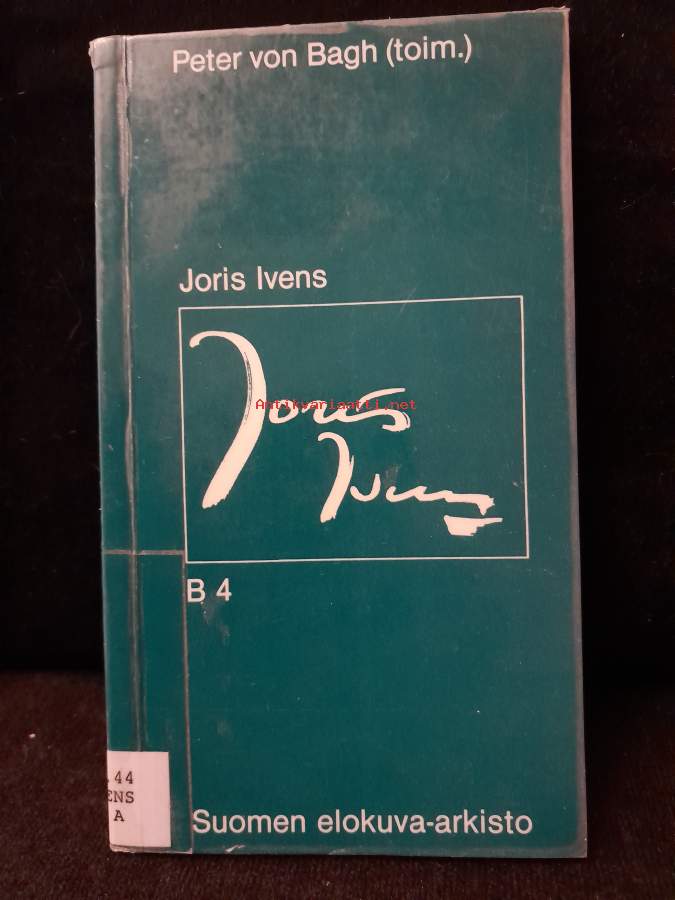 Peter von Bagh (toim.)
Joris Ivens
Joris
Antikvariaatti.net
Ivens
B 4
.44
ENS
A
Suomen elokuva-arkisto